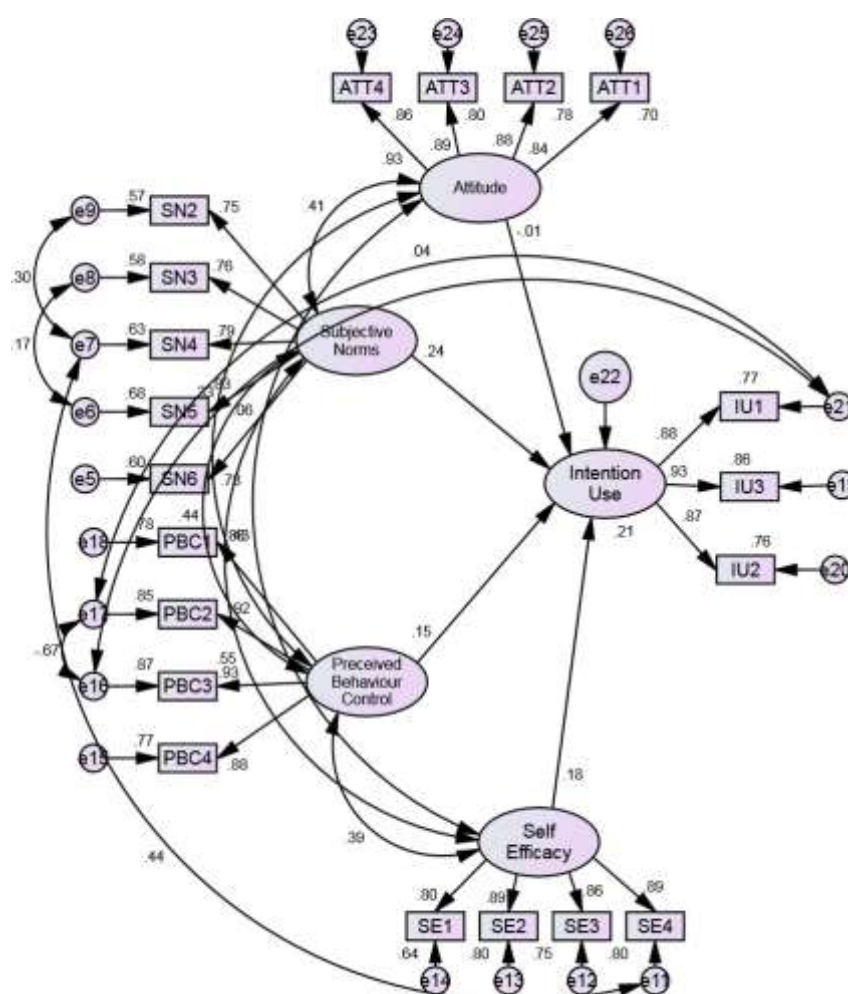 e23 e24 e25 e26
ATT4 ATT3 ATT2 ATT1
.86 .80 .78 .70
.93 .89 .88 .84
Attitude
.41
-.01
.04
e9 .57 SN2 .75
.30
e8 .58 SN3 .76
.17
e7 .63 SN4 .79
Subjective
Norms
.24
e6 .68 SN5
.06
e5 .60 SN6
.73
e22
.77
IU1
.88
.86
IU3
.93
Intention
Use
.21
.87
.76
IU2 e20
e18 .78 .44 PBC1
e17 .85 PBC2
-.67
.55
e16 .87 PBC3 .93
.77 PBC4 .88
Preceived
Behaviour
Control
.15
.18
.39
.44
Self
Efficacy
.80 .89 .86 .89
SE1 SE2 SE3 SE4
.64 .80 .75 .80
e14 e13 e12 e11